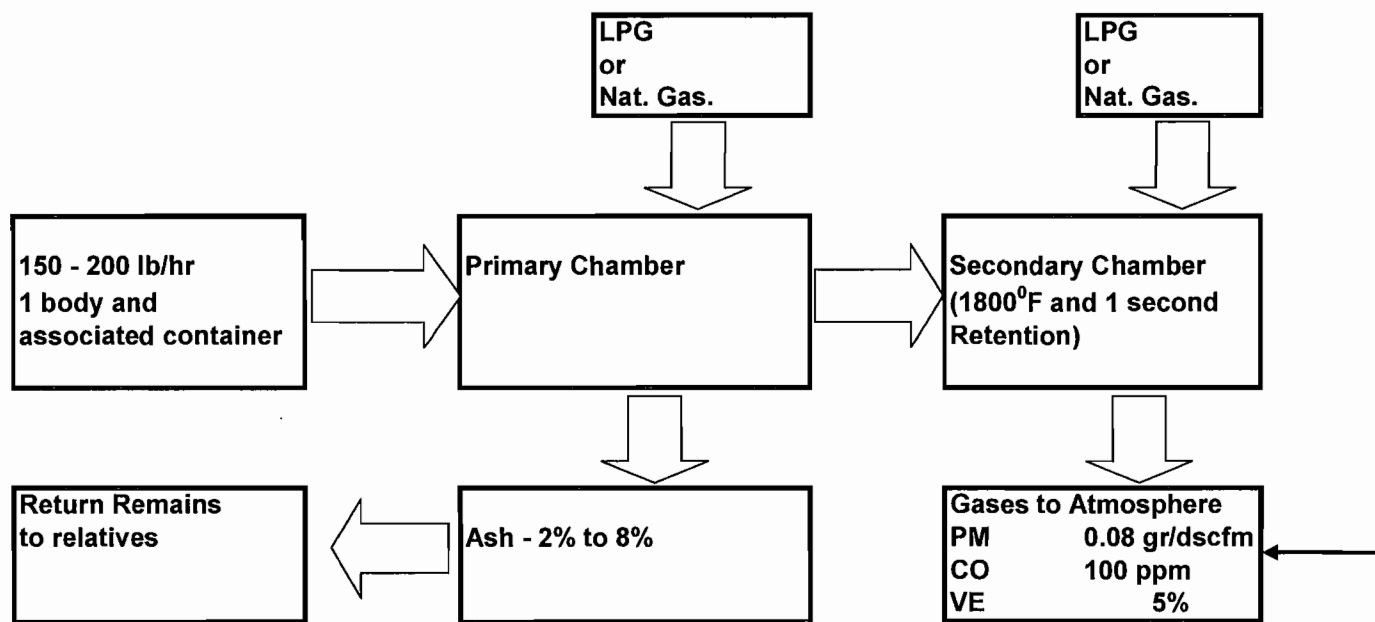 LPG
or
Nat. Gas.
LPG
or
Nat. Gas.
150 - 200 lb/hr
1 body and
associated container
Primary Chamber
Secondary Chamber
(1800⁰F and 1 second
Retention)
Return Remains
to relatives
Ash - 2% to 8%
Gases to Atmosphere
PM 0.08 gr/dscfm
CO 100 ppm
VE 5%